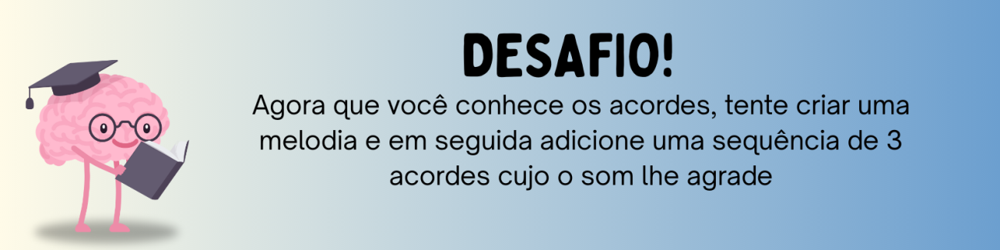 DESAFIO!
Agora que você conhece os acordes, tente criar uma
melodia e em seguida adicione uma sequência de 3
acordes cujo o som lhe agrade